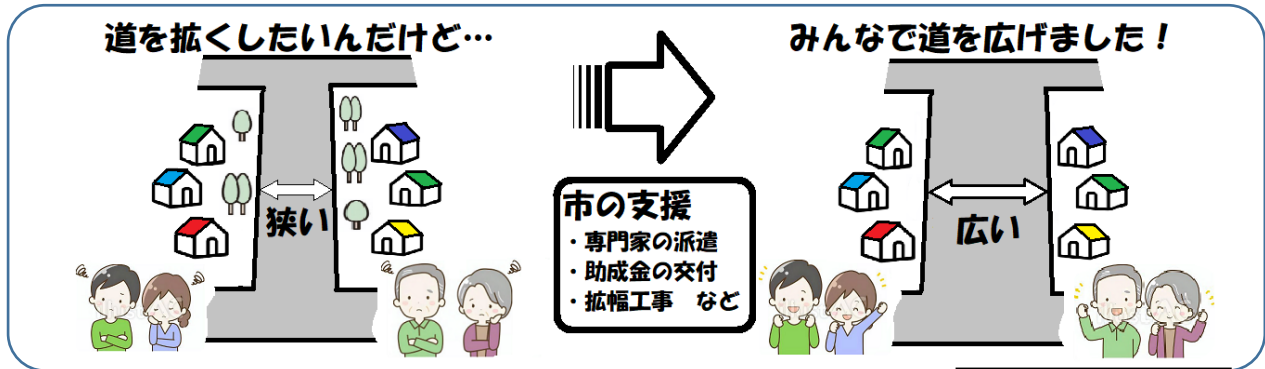 道を拡くしたいんだけど…
みんなで道を広げました！
狭い
市の支援
・専門家の派遣
・助成金の交付
・拡幅工事　など
広い